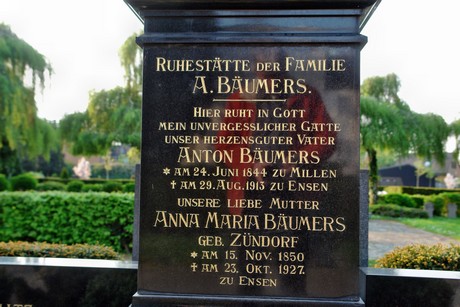 RUHESTÄTTE DER FAMILIE
A. BÄUMERS.
HIER RUHT IN GOTT
MEIN UNVERGESSLICHER GATTE
UNSER HERZENSGUTER VATER
ANTON BÄUMERS
* AM 24. JUNI 1844 ZU MILLEN
† AM 29. AUG. 1913 ZU ENSEN
UNSERE LIEBE MUTTER
ANNA MARIA BÄUMERS
GEB. ZÜNDORF
* AM 15. NOV. 1850
† AM 23. OKT. 1927.
ZU ENSEN